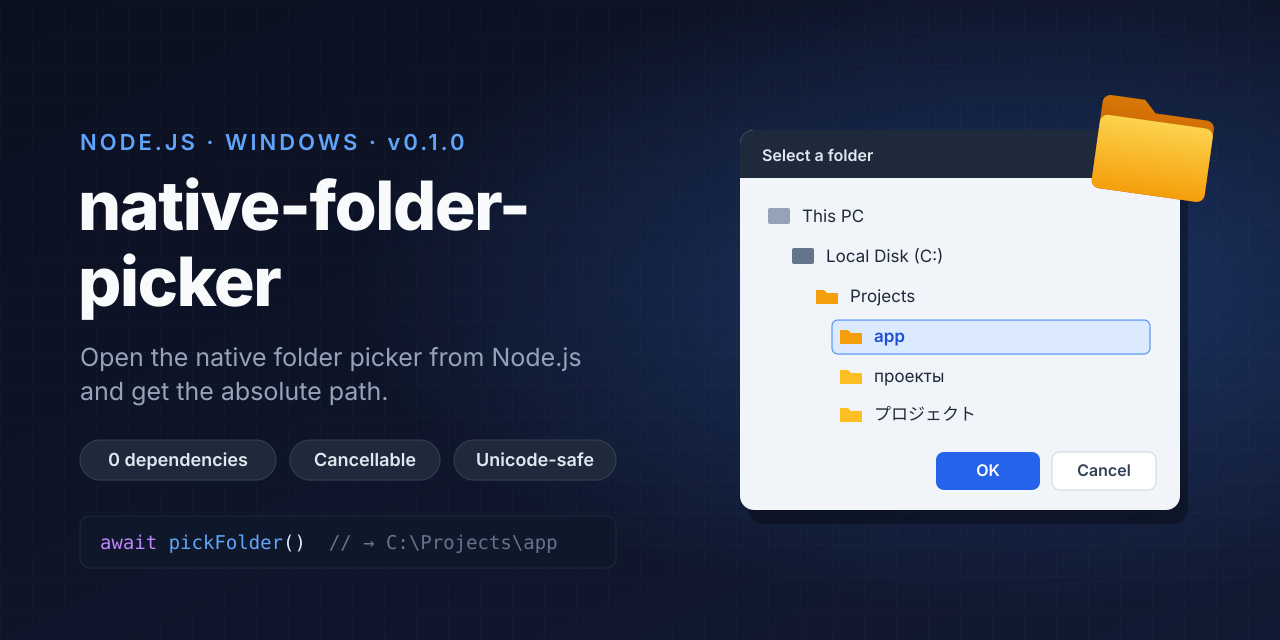 NODE.JS · WINDOWS · v0.1.0
native-folder-
picker
Open the native folder picker from Node.js
and get the absolute path.
0 dependencies
Cancellable
Unicode-safe
await pickFolder()  // → C:\Projects\app
Select a folder
This PC
Local Disk (C:)
Projects
app
проекты
プロジェクト
OK
Cancel